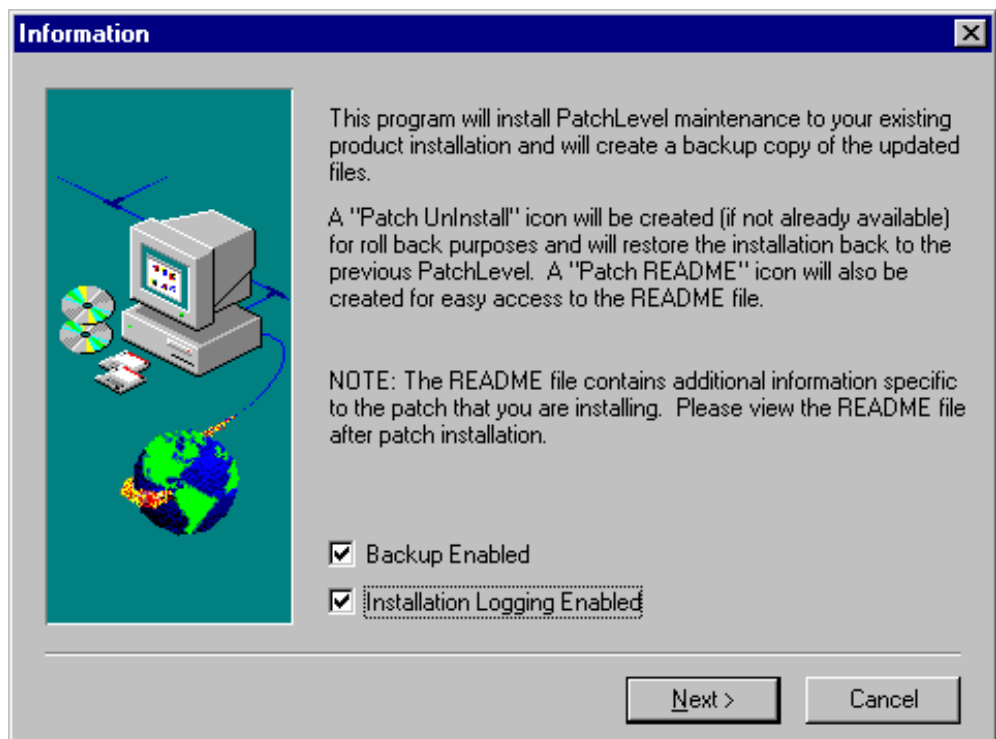 Information
This program will install PatchLevel maintenance to your existing
product installation and will create a backup copy of the updated
files.
A "Patch UnInstall" icon will be created (if not already available)
for roll back purposes and will restore the installation back to the
previous PatchLevel.  A "Patch README" icon will also be
created for easy access to the README file.
NOTE: The README file contains additional information specific
to the patch that you are installing.  Please view the README file
after patch installation.
Backup Enabled
Installation Logging Enabled
Next >
Cancel